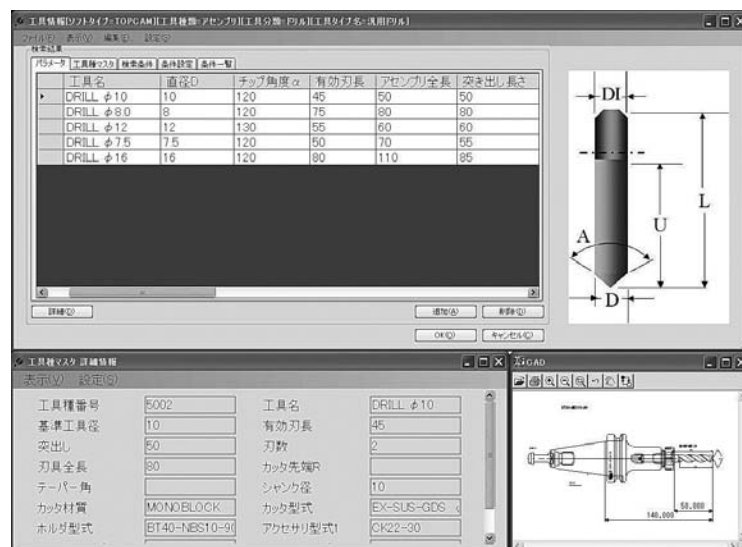 工具情報[ソフトタイプ=TOPCAM][工具種類=アセンブリ][工具分類=ドリル][工具タイプ名=汎用ドリル]
ファイル(F) 表示(V) 編集(E) 設定(S)
検索結果
パラメータ 工具種マスタ 検索条件 条件設定 条件一覧
工具名 直径D チップ角度α 有効刃長 アセンブリ全長 突き出し長さ
DRILL φ10 10 120 45 50 50
DRILL φ8.0 8 120 75 80 80
DRILL φ12 12 130 55 60 60
DRILL φ7.5 7.5 120 50 70 55
DRILL φ16 16 120 80 110 85
詳細(D) 追加(A) 削除(D)
OK(O) キャンセル(C)
DI
L
U
A
D
工具種マスタ 詳細情報
表示(V) 設定(S)
工具種番号 5002 工具名 DRILL φ10
基準工具径 10 有効刃長 45
突出し 50 刃数 2
刃具全長 80 カッタ先端R
テーパー角 シャンク径 10
カッタ材質 MONOBLOCK カッタ型式 EX-SUS-GDS
ホルダ型式 BT40-NBS10-90 アクセサリ型式1 CK22-30
XiCAD
50.000
140.000